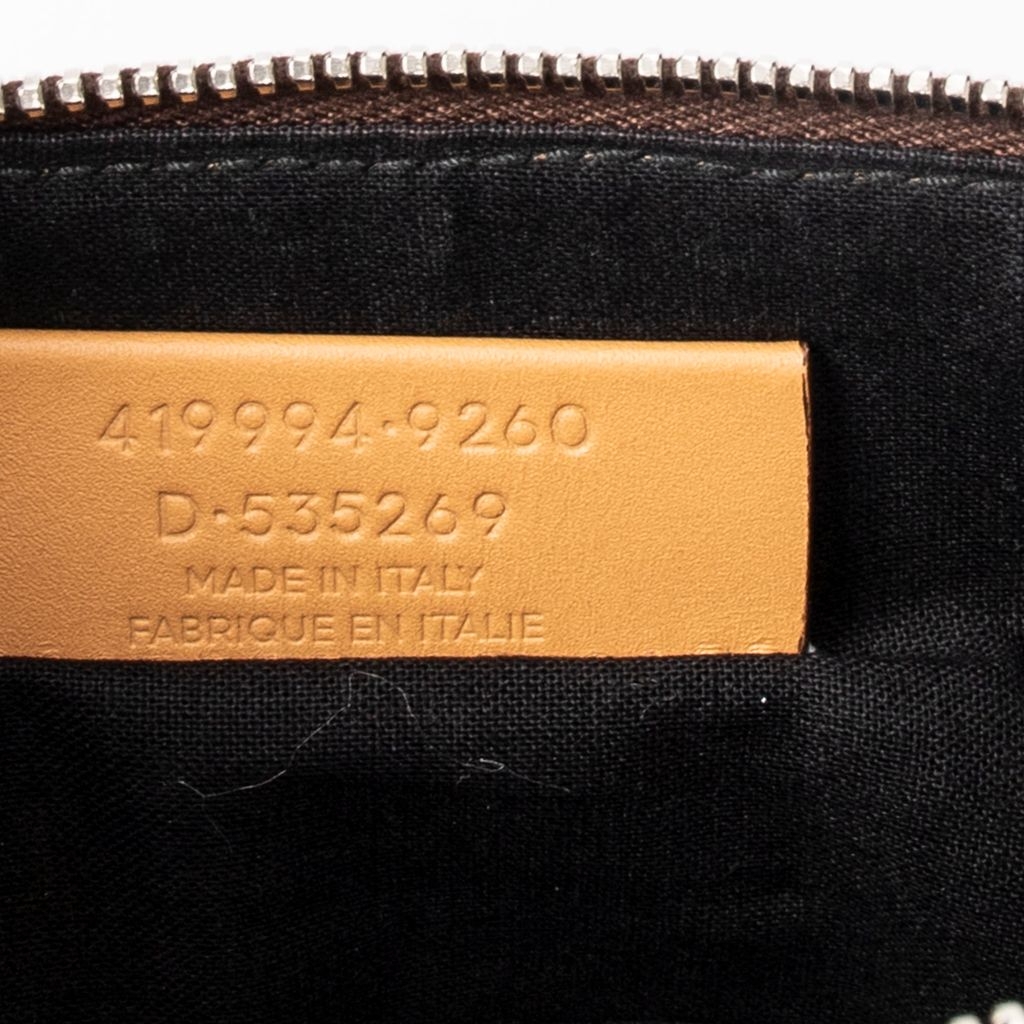 419994·9260
D·535269
MADE IN ITALY
FABRIQUE EN ITALIE